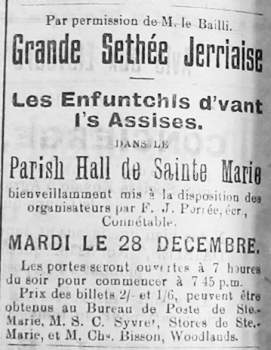 Par permission de M. le Bailli.
Grande Sethée Jerriaise
Les Enfuntchis d'vant
l's Assises.
DANS LE
Parish Hall de Sainte Marie
bienveillamment mis à la disposition des
organisateurs par F. J. Porrée, écr,
Connétable.
MARDI LE 28 DECEMBRE.
Les portes seront ouvertes à 7 heures
du soir pour commencer à 7 45 p.m.
Prix des billets 2/- et 1/6, peuvent être
obtenus au Bureau de Poste de Ste-
Marie, M. S. C. Syvret, Stores de Ste-
Marie, et M. Chs. Bisson, Woodlands.